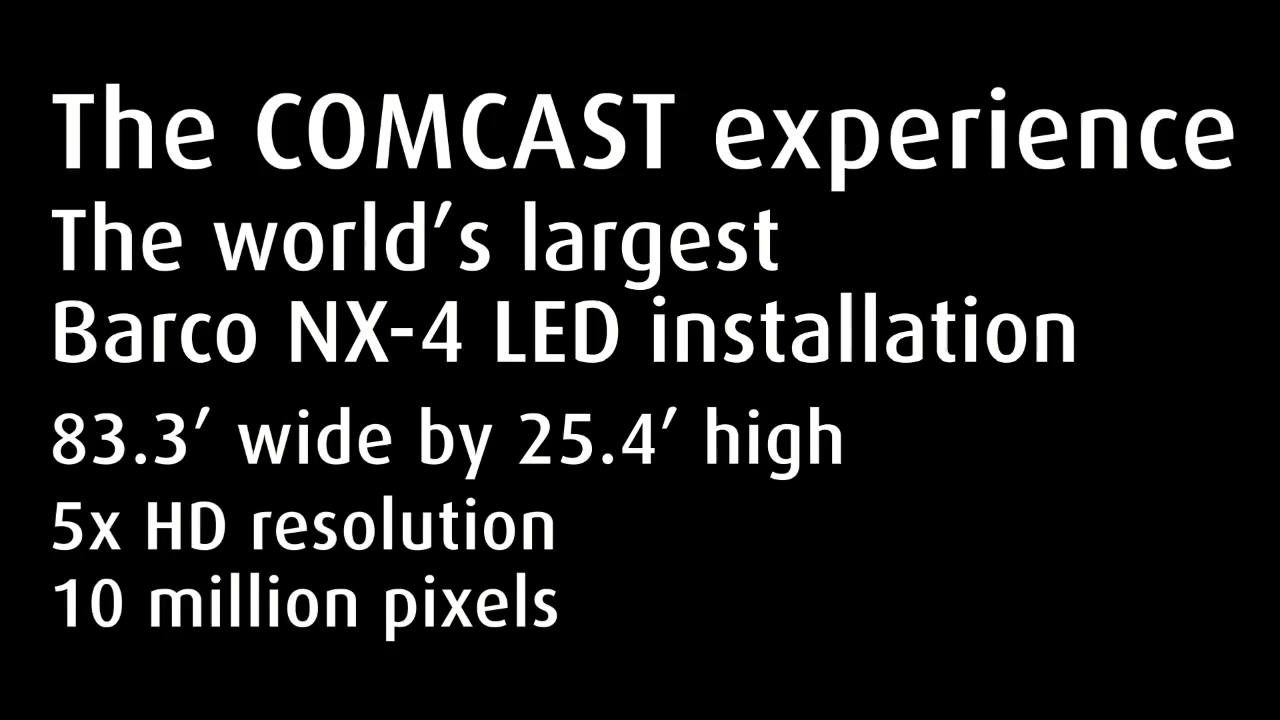 The COMCAST experience
The world's largest
Barco NX-4 LED installation
83.3' wide by 25.4' high
5x HD resolution
10 million pixels